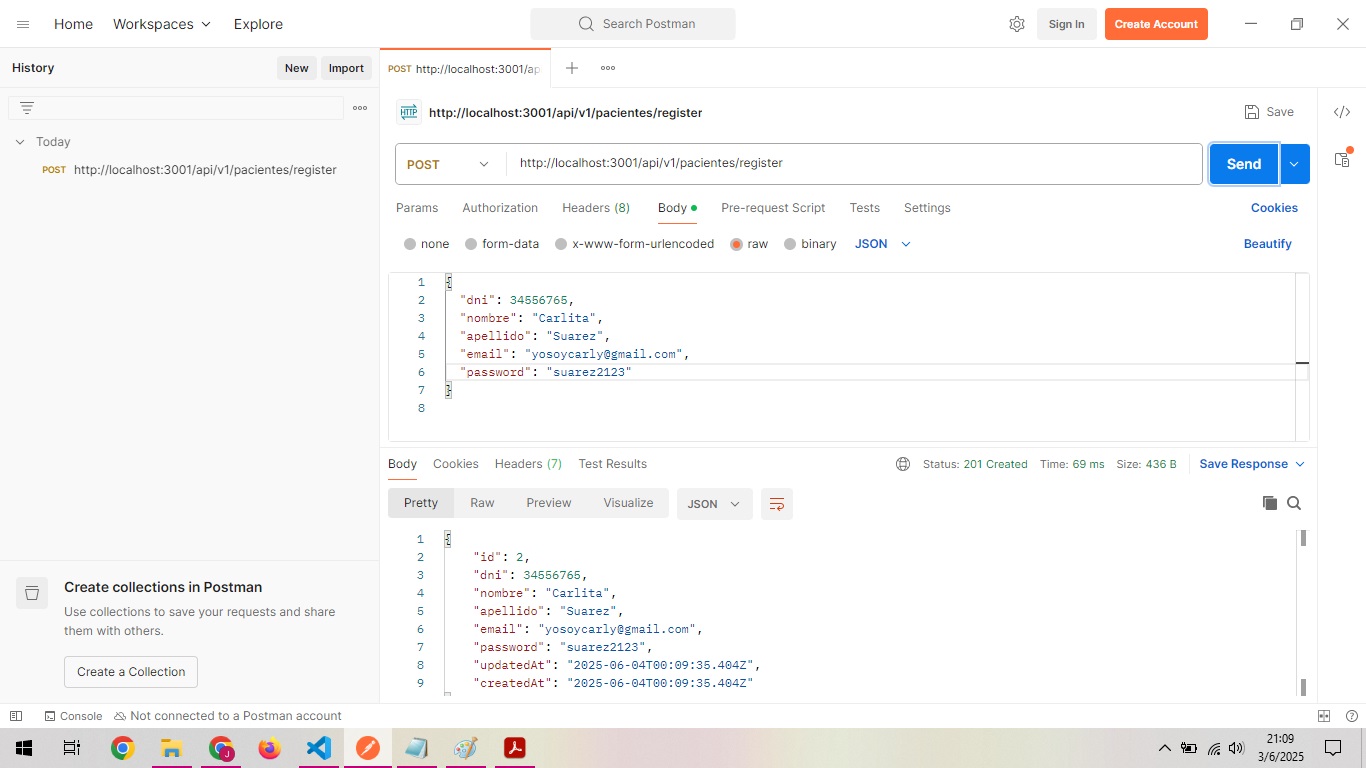 Home Workspaces Explore Search Postman Sign In Create Account
History New Import POST http://localhost:3001/ap
HTTP http://localhost:3001/api/v1/pacientes/register Save
Today
POST http://localhost:3001/api/v1/pacientes/register
POST http://localhost:3001/api/v1/pacientes/register Send
Params Authorization Headers (8) Body Pre-request Script Tests Settings Cookies
none form-data x-www-form-urlencoded raw binary JSON Beautify
1 {
2 "dni": 34556765,
3 "nombre": "Carlita",
4 "apellido": "Suarez",
5 "email": "yosoycarly@gmail.com",
6 "password": "suarez2123"
7 }
8
Body Cookies Headers (7) Test Results Status: 201 Created Time: 69 ms Size: 436 B Save Response
Pretty Raw Preview Visualize JSON
1 {
2 "id": 2,
3 "dni": 34556765,
4 "nombre": "Carlita",
5 "apellido": "Suarez",
6 "email": "yosoycarly@gmail.com",
7 "password": "suarez2123",
8 "updatedAt": "2025-06-04T00:09:35.404Z",
9 "createdAt": "2025-06-04T00:09:35.404Z"
Create collections in Postman
Use collections to save your requests and share
them with others.
Create a Collection
Console Not connected to a Postman account
J
21:09
3/6/2025